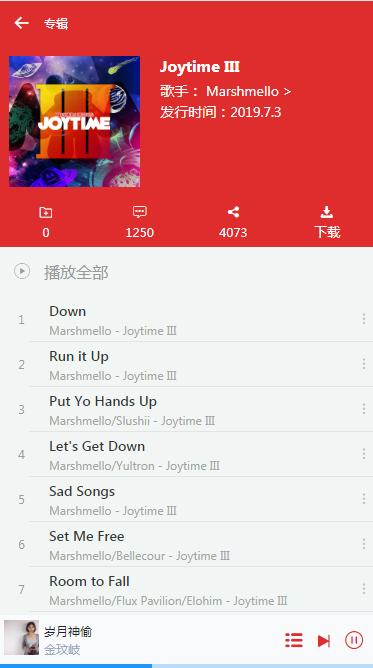 专辑
Joytime III
歌手： Marshmello >
发行时间：2019.7.3
JOYTIME
0
1250
4073
下载
播放全部
1
Down
Marshmello - Joytime III
2
Run it Up
Marshmello - Joytime III
3
Put Yo Hands Up
Marshmello/Slushii - Joytime III
4
Let's Get Down
Marshmello/Yultron - Joytime III
5
Sad Songs
Marshmello - Joytime III
6
Set Me Free
Marshmello/Bellecour - Joytime III
7
Room to Fall
Marshmello/Flux Pavilion/Elohim - Joytime III
岁月神偷
金玟岐